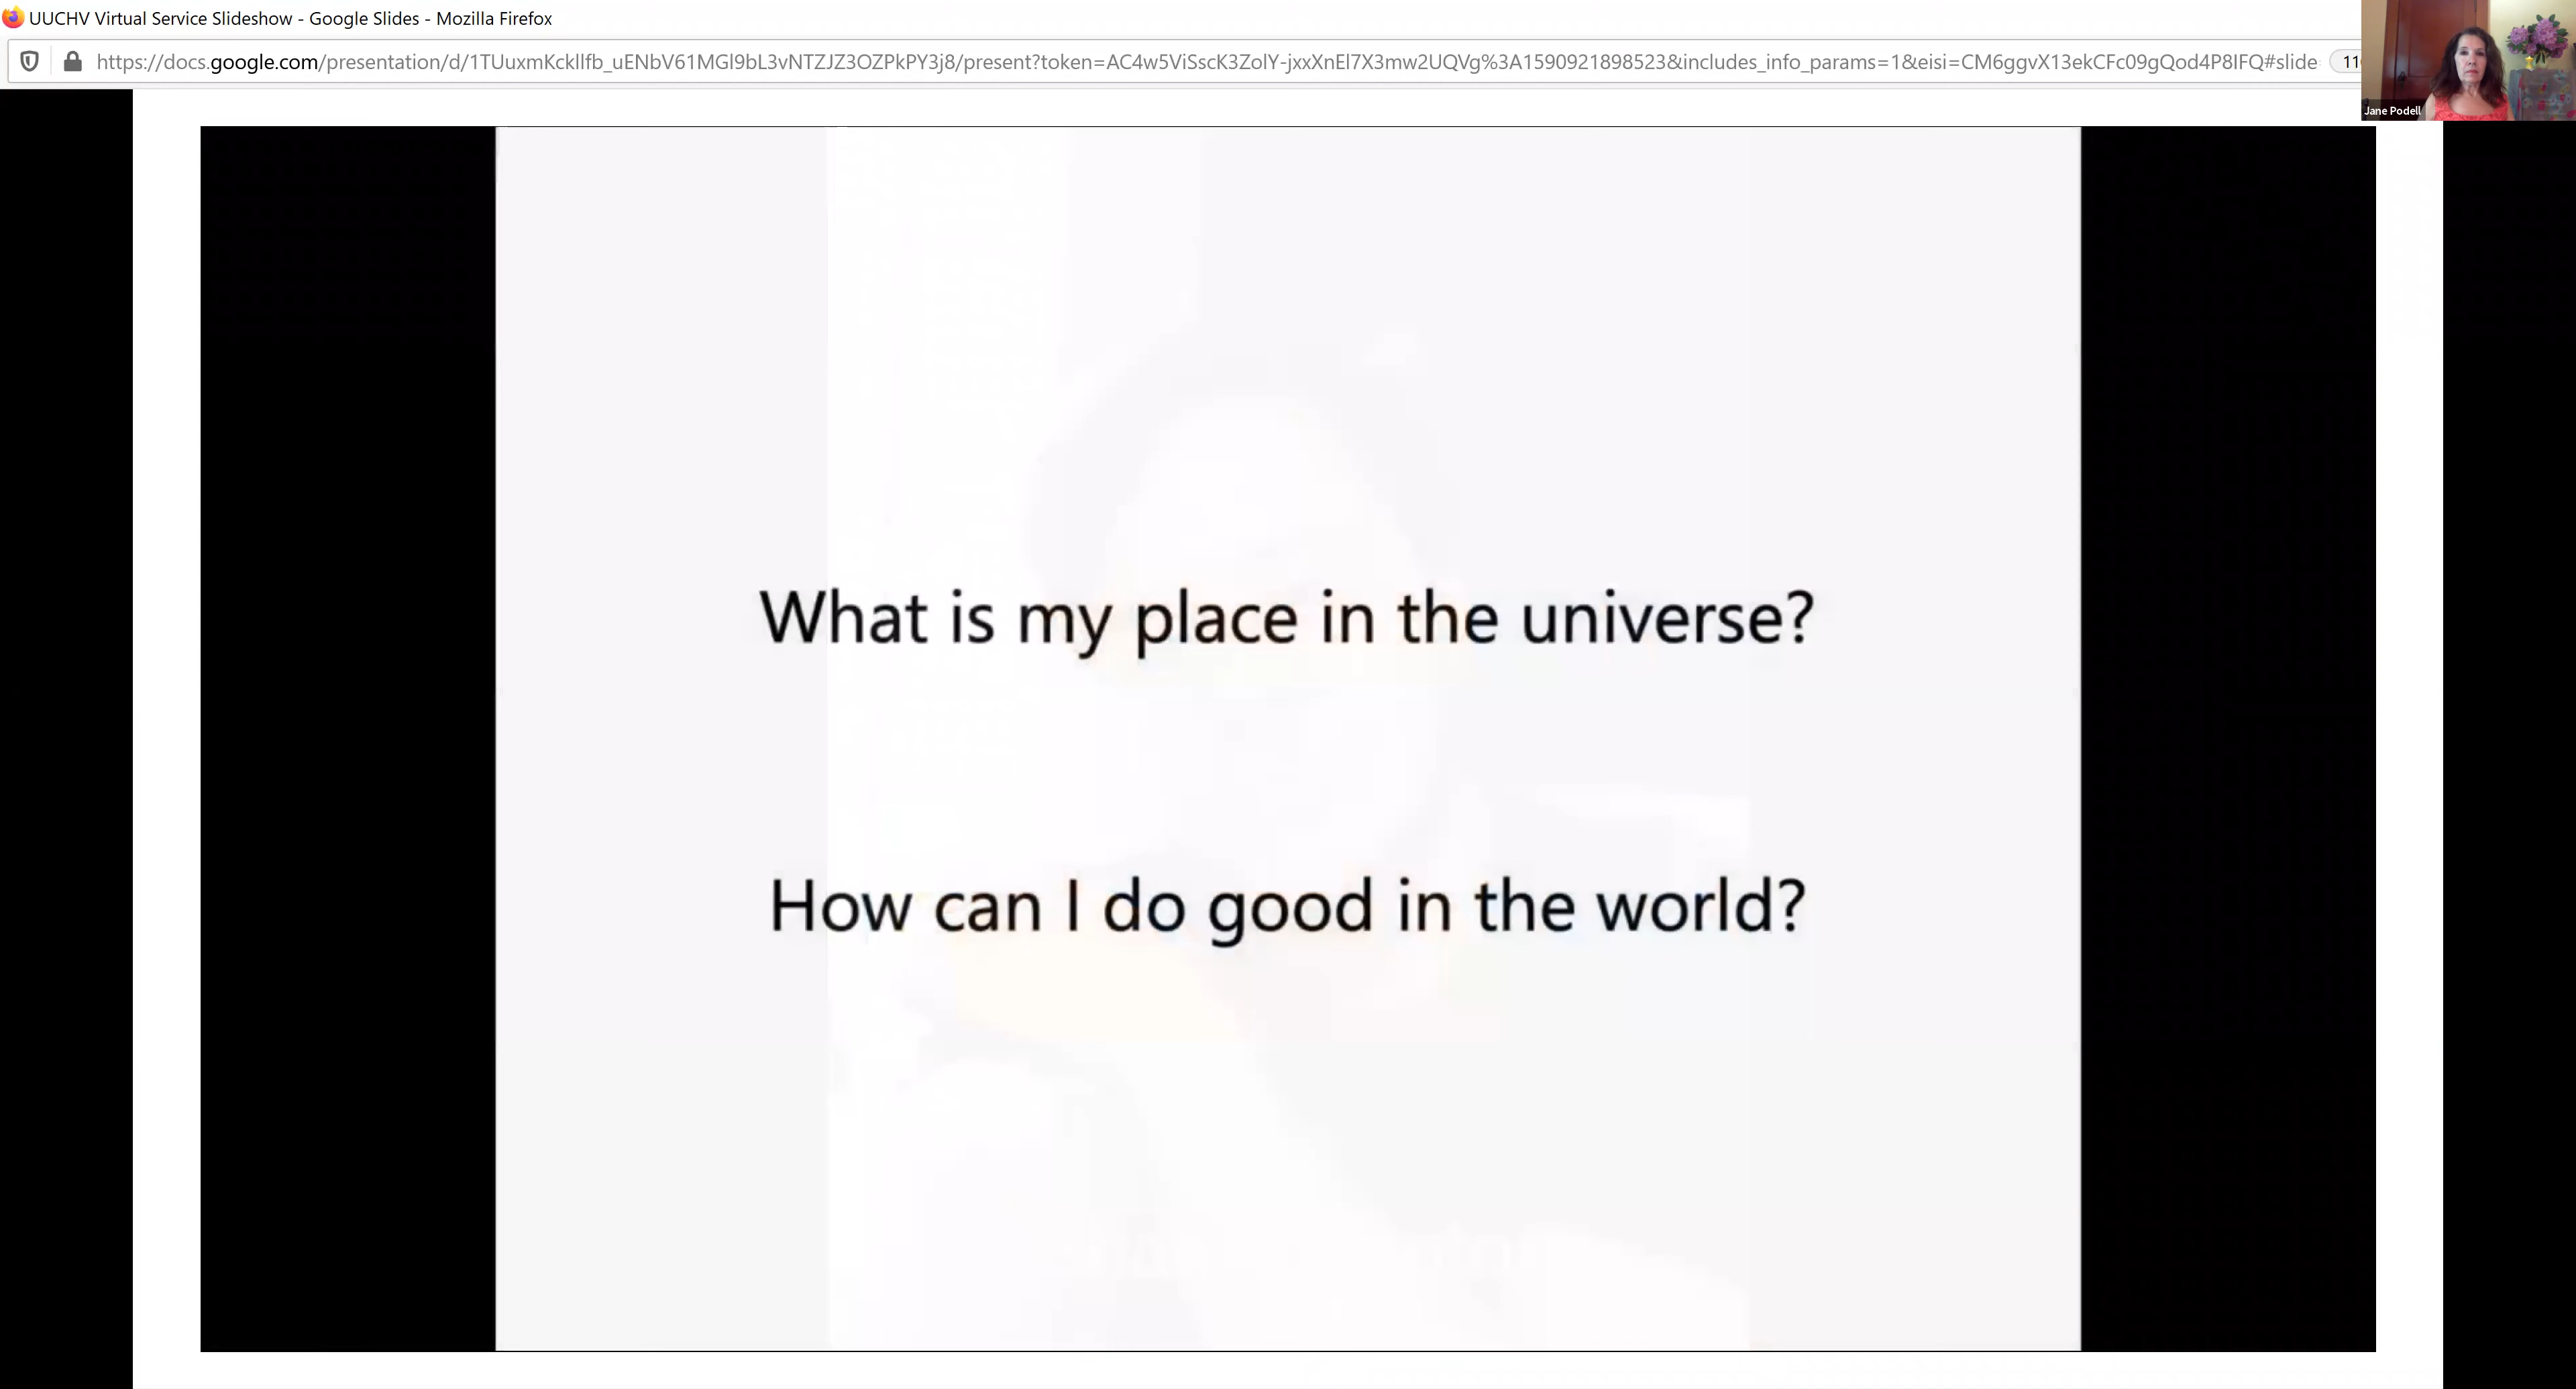 UUCHV Virtual Service Slideshow - Google Slides - Mozilla Firefox
https://docs.google.com/presentation/d/1TUuxmKckllfb_uENbV61MGl9bL3vNTZJZ3OZPkPY3j8/present?token=AC4w5ViSscK3ZolY-jxxXnEl7X3mw2UQVg%3A1590921898523&includes_info_params=1&eisi=CM6ggvX13ekCFc09gQod4P8IFQ#slide
Jane Podell
What is my place in the universe?
How can I do good in the world?